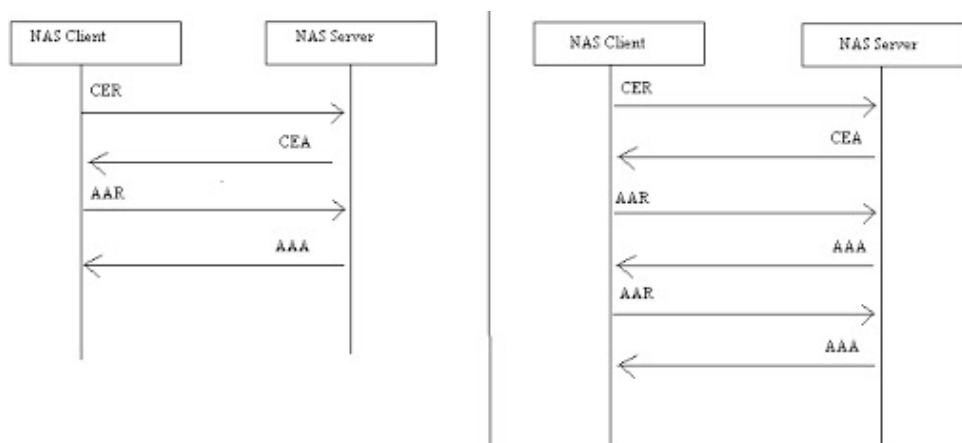 NAS Client
NAS Server
CER
CEA
AAR
AAA
NAS Client
NAS Server
CER
CEA
AAR
AAA
AAR
AAA